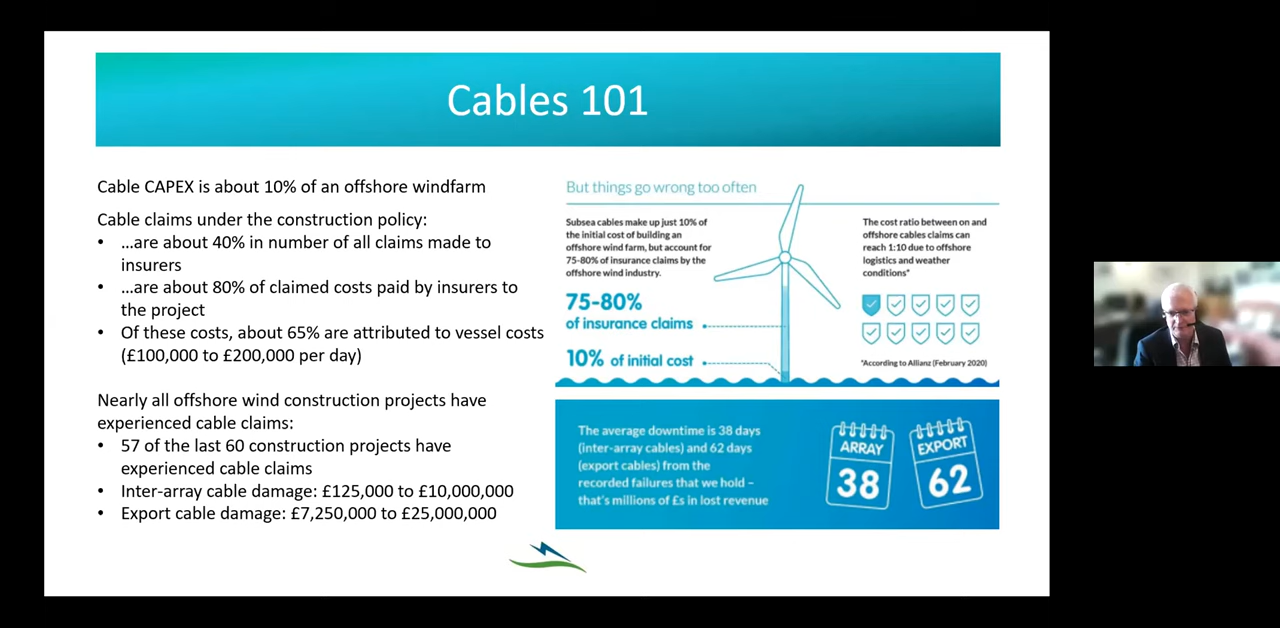 Cables 101
Cable CAPEX is about 10% of an offshore windfarm
Cable claims under the construction policy:
• …are about 40% in number of all claims made to
insurers
• …are about 80% of claimed costs paid by insurers to
the project
• Of these costs, about 65% are attributed to vessel costs
(£100,000 to £200,000 per day)
Nearly all offshore wind construction projects have
experienced cable claims:
• 57 of the last 60 construction projects have
experienced cable claims
• Inter-array cable damage: £125,000 to £10,000,000
• Export cable damage: £7,250,000 to £25,000,000
But things go wrong too often
Subsea cables make up just 10% of
the initial cost of building an
offshore wind farm, but account for
75-80% of insurance claims by the
offshore wind industry.
75-80%
of insurance claims
10% of initial cost
The cost ratio between on and
offshore cables claims can
reach 1:10 due to offshore
logistics and weather
conditions*
*According to Allianz (February 2020)
The average downtime is 38 days
(inter-array cables) and 62 days
(export cables) from the
recorded failures that we hold –
that's millions of £s in lost revenue
ARRAY
38
EXPORT
62